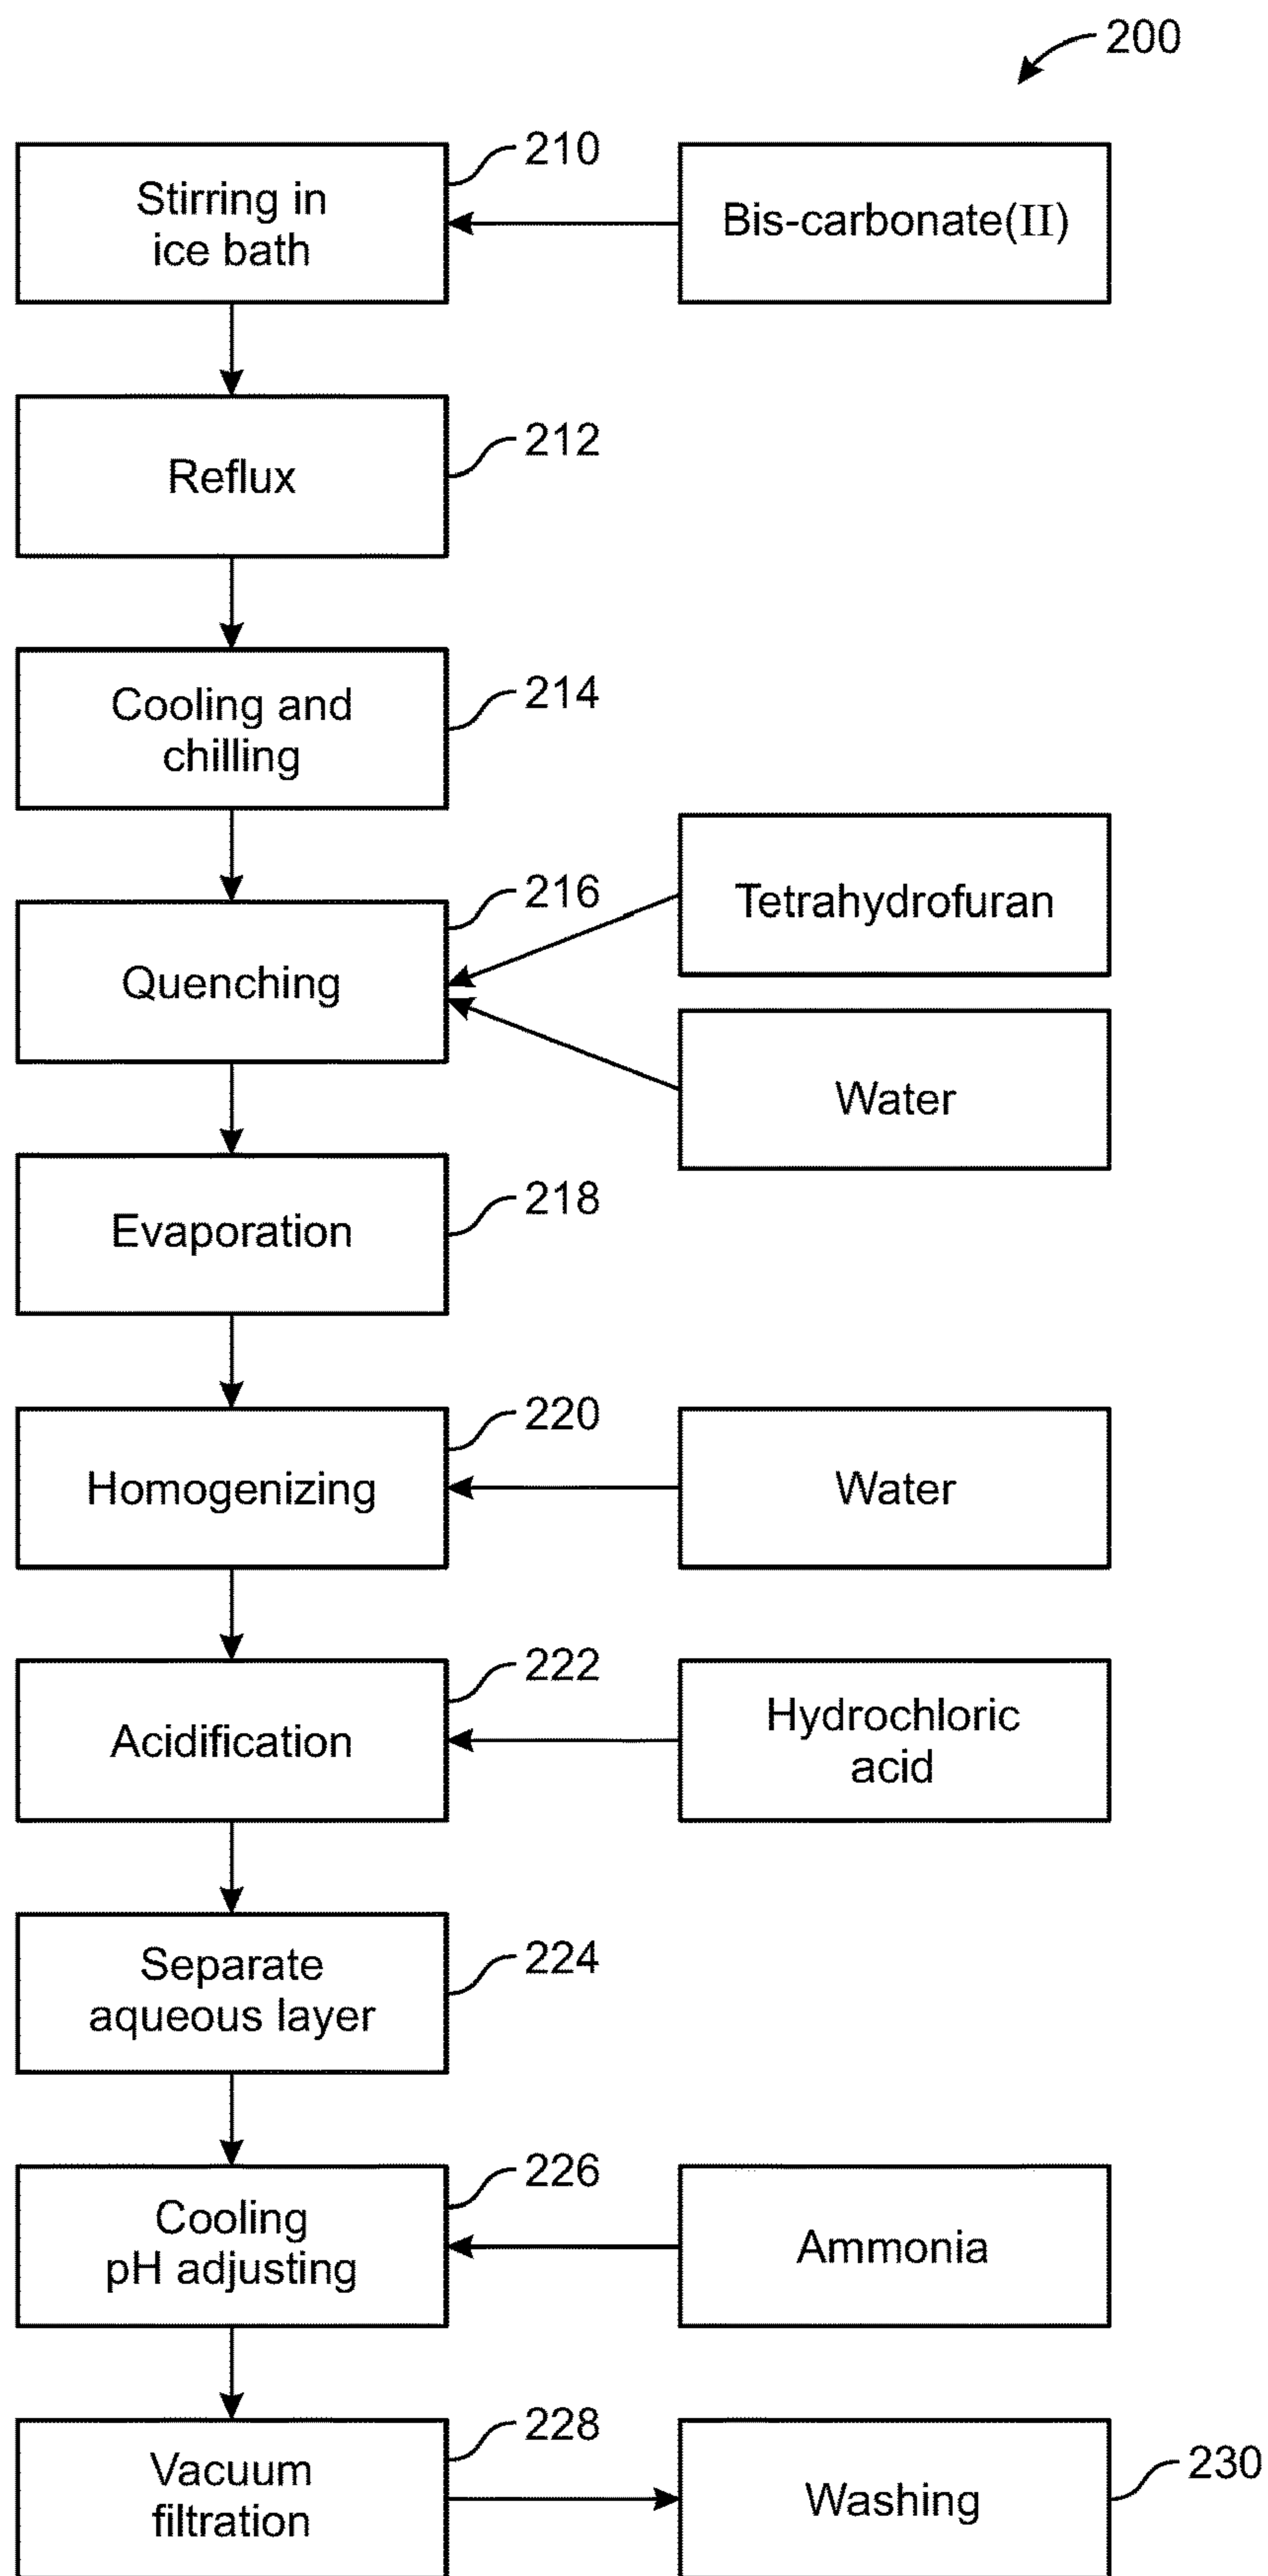 200
210
Stirring in
ice bath
Bis-carbonate(II)
212
Reflux
214
Cooling and
chilling
216
Quenching
Tetrahydrofuran
Water
218
Evaporation
220
Homogenizing
Water
222
Acidification
Hydrochloric
acid
224
Separate
aqueous layer
226
Cooling
pH adjusting
Ammonia
228
Vacuum
filtration
230
Washing